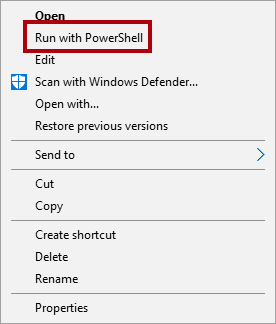 Open
Run with PowerShell
Edit
Scan with Windows Defender...
Open with...
Restore previous versions
Send to
Cut
Copy
Create shortcut
Delete
Rename
Properties